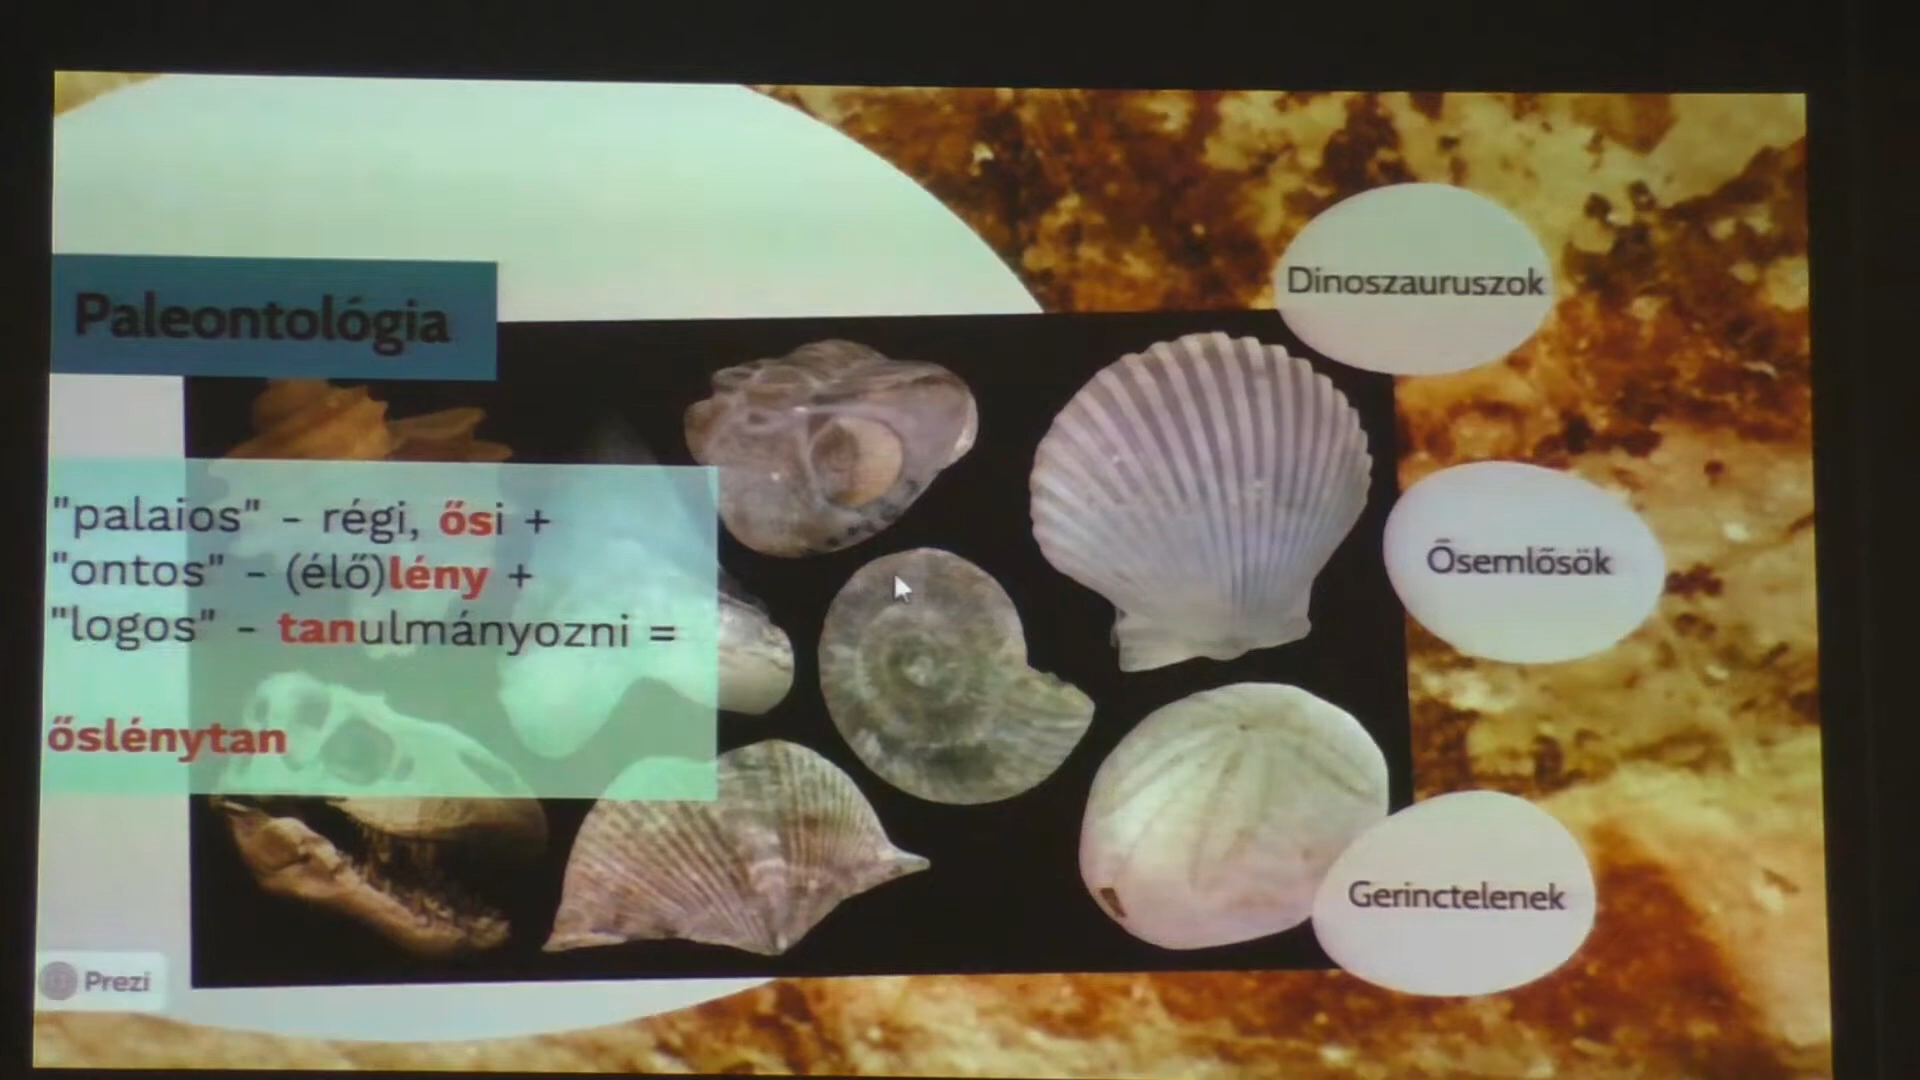 Paleontológia
"palaios" - régi, ősi +
"ontos" - (élő)lény +
"logos" - tanulmányozni =
őslénytan
Dinoszauruszok
Ősemlősök
Gerinctelenek
Prezi